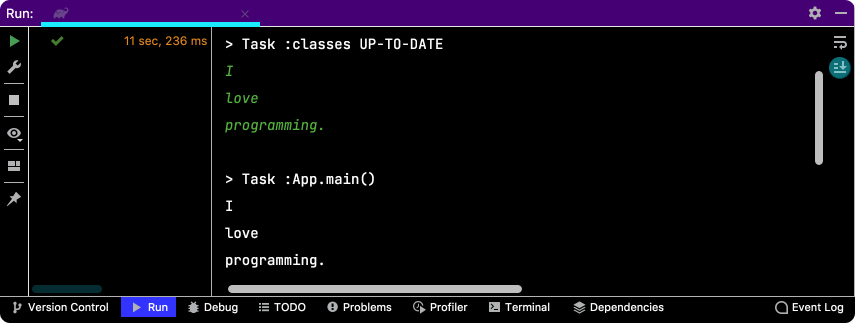 Run:
11 sec, 236 ms
> Task :classes UP-TO-DATE
I
love
programming.
> Task :App.main()
I
love
programming.
Version Control Run Debug TODO Problems Profiler Terminal Dependencies Event Log